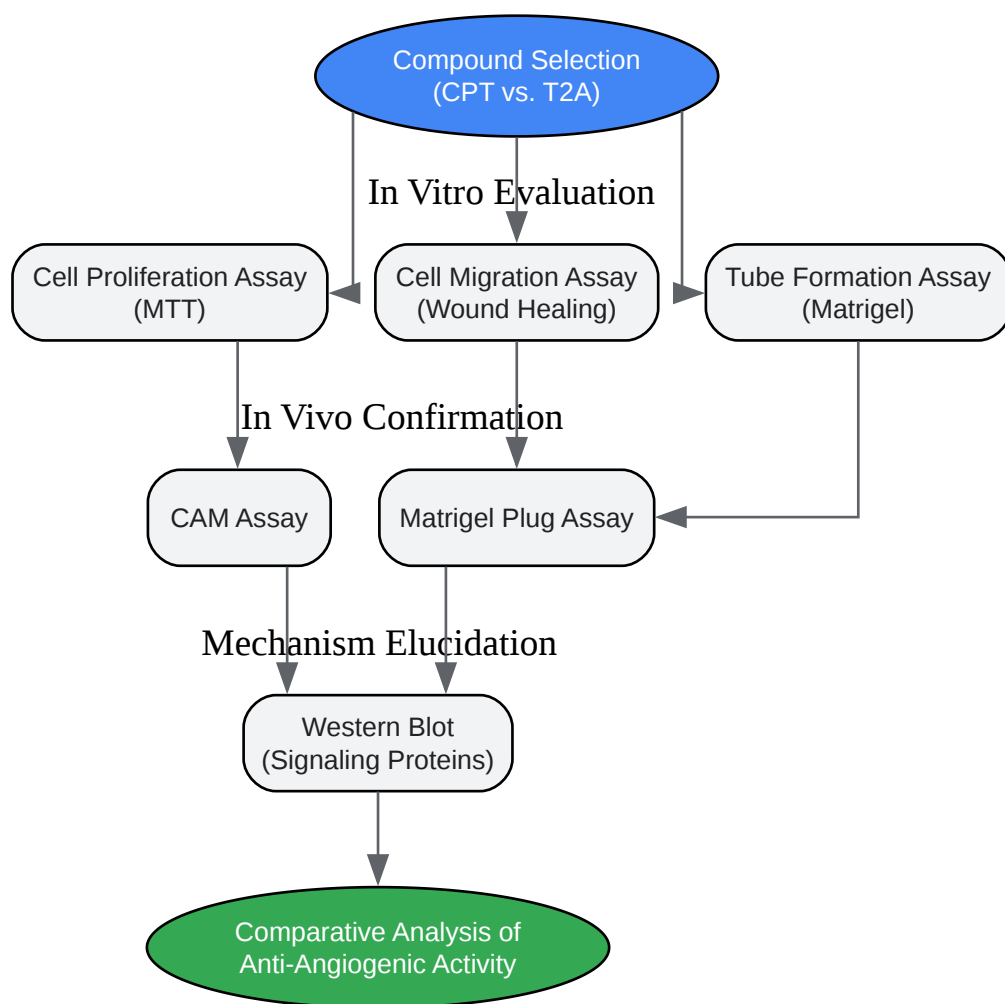 Compound Selection
(CPT vs. T2A)
In Vitro Evaluation
Cell Proliferation Assay
(MTT)
Cell Migration Assay
(Wound Healing)
Tube Formation Assay
(Matrigel)
In Vivo Confirmation
CAM Assay
Matrigel Plug Assay
Mechanism Elucidation
Western Blot
(Signaling Proteins)
Comparative Analysis of
Anti-Angiogenic Activity